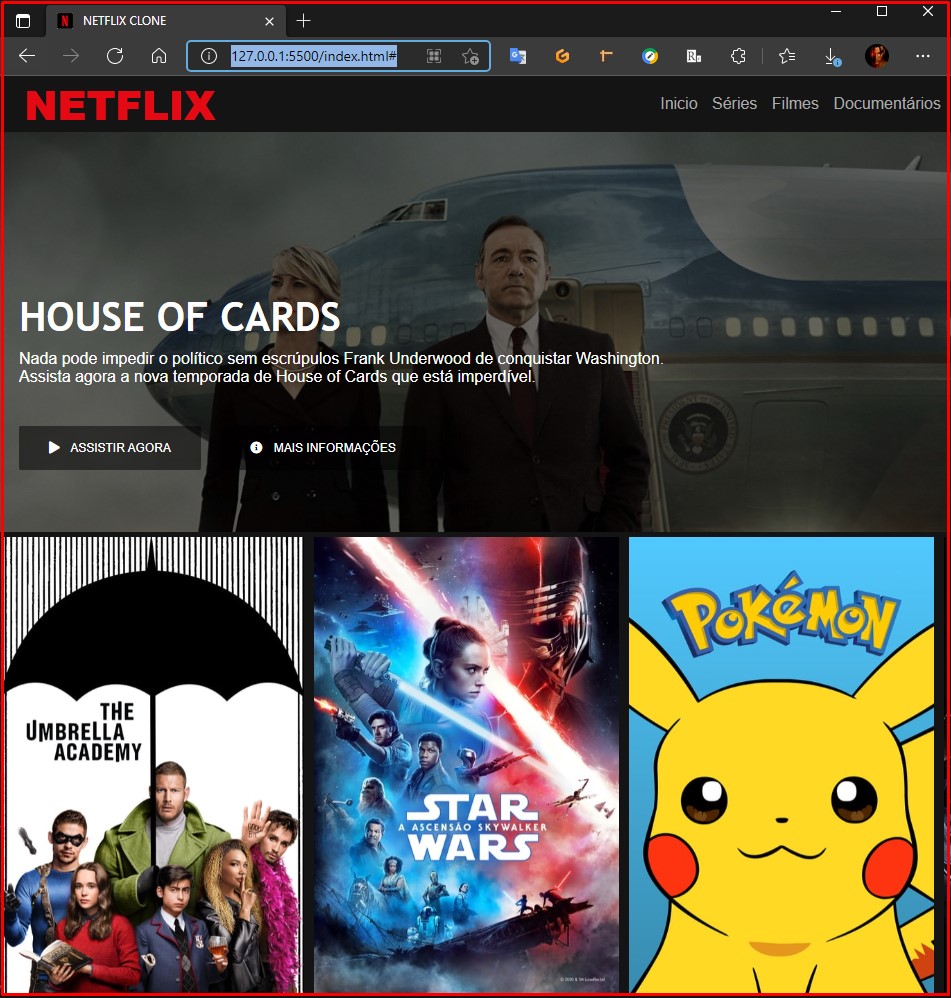 NETFLIX CLONE
127.0.0.1:5500/index.html#
NETFLIX
Inicio Séries Filmes Documentários
HOUSE OF CARDS
Nada pode impedir o político sem escrúpulos Frank Underwood de conquistar Washington.
Assista agora a nova temporada de House of Cards que está imperdível.
ASSISTIR AGORA
MAIS INFORMAÇÕES
THE
UMBRELLA
ACADEMY
STAR
A ASCENSÃO SKYWALKER
WARS
POKéMON